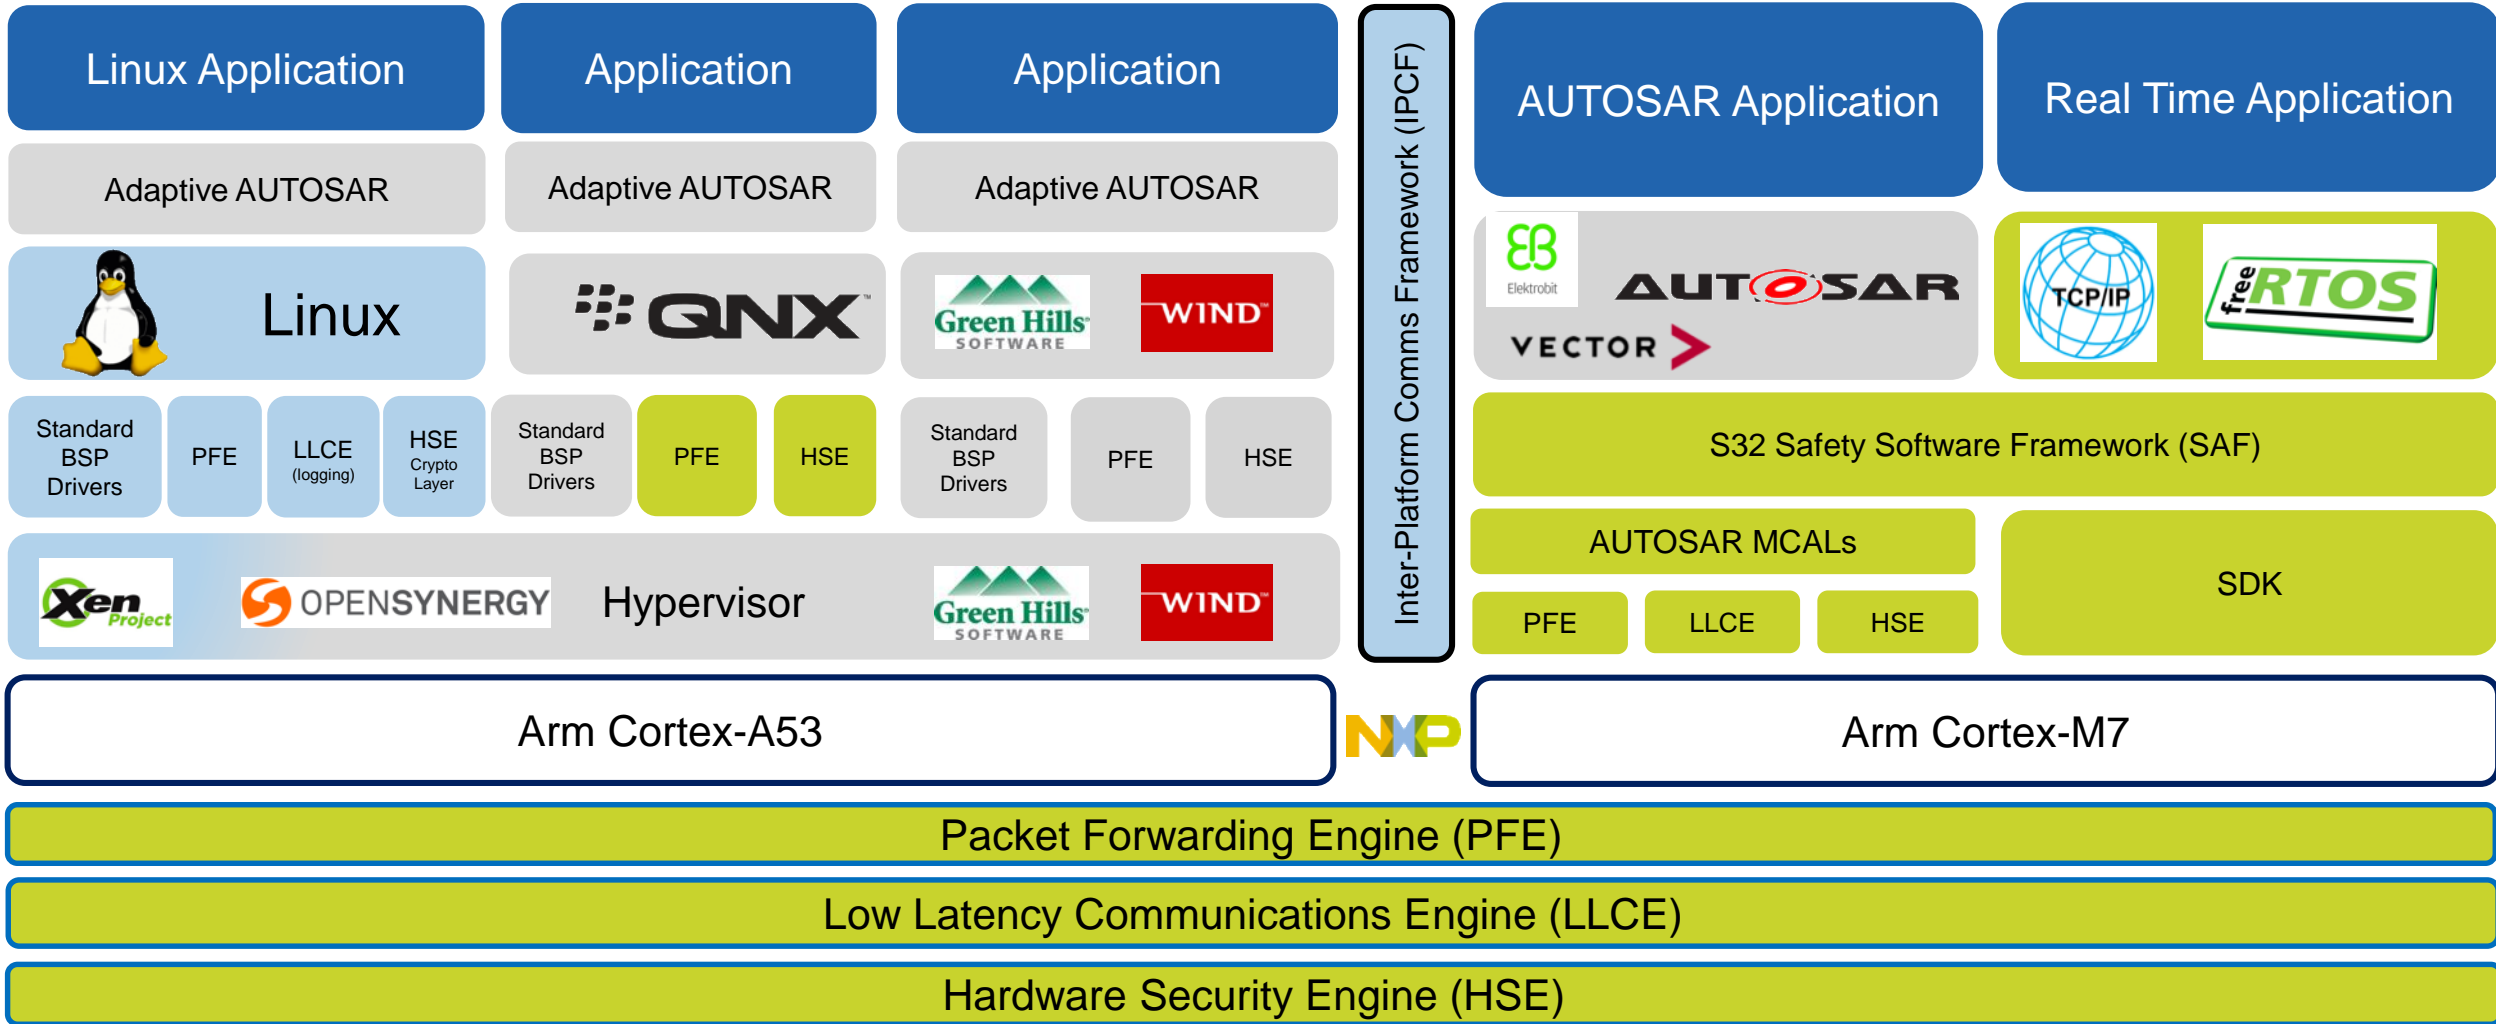 Linux Application
Application
Application
Inter-Platform Comms Framework (IPCF)
AUTOSAR Application
Real Time Application
Adaptive AUTOSAR
Adaptive AUTOSAR
Adaptive AUTOSAR
Linux
QNX™
Green Hills®
SOFTWARE
WIND™
Elektrobit
AUTOSAR
VECTOR
TCP/IP
free RTOS
Standard
BSP
Drivers
PFE
LLCE
(logging)
HSE
Crypto
Layer
Standard
BSP
Drivers
PFE
HSE
Standard
BSP
Drivers
PFE
HSE
S32 Safety Software Framework (SAF)
AUTOSAR MCALs
PFE
LLCE
HSE
SDK
Xen
Project
OPENSYNERGY
Hypervisor
Green Hills®
SOFTWARE
WIND™
Arm Cortex-A53
NXP
Arm Cortex-M7
Packet Forwarding Engine (PFE)
Low Latency Communications Engine (LLCE)
Hardware Security Engine (HSE)